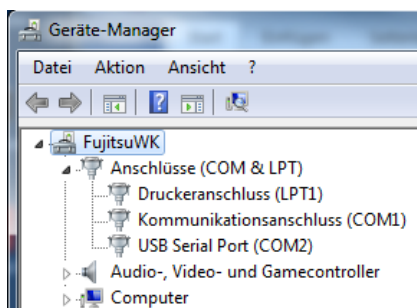 Geräte-Manager
Datei Aktion Ansicht ?
FujitsuWK
Anschlüsse (COM & LPT)
Druckeranschluss (LPT1)
Kommunikationsanschluss (COM1)
USB Serial Port (COM2)
Audio-, Video- und Gamecontroller
Computer